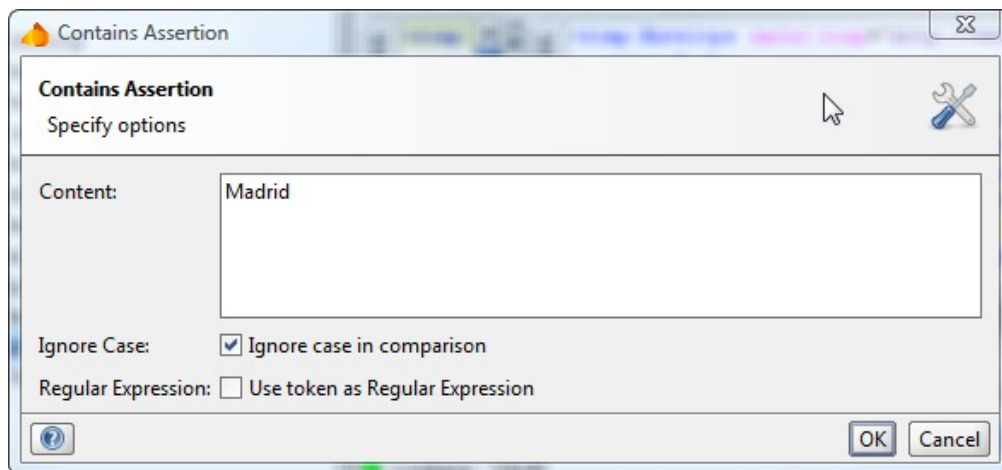 Contains Assertion
Contains Assertion
Specify options
Content:
Madrid
Ignore Case:
Ignore case in comparison
Regular Expression:
Use token as Regular Expression
OK
Cancel